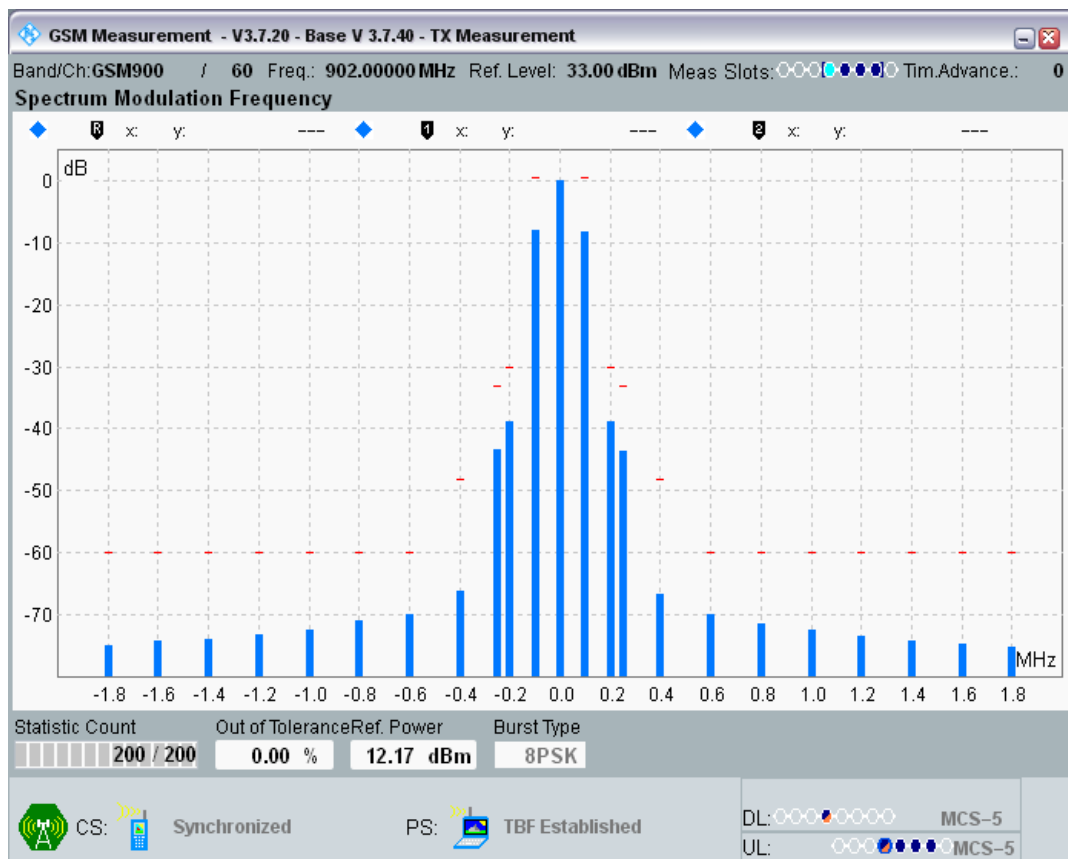 GSM Measurement - V3.7.20 - Base V 3.7.40 - TX Measurement
Band/Ch:GSM900 / 60 Freq.: 902.00000 MHz Ref. Level: 33.00 dBm Meas Slots: Tim.Advance.: 0
Spectrum Modulation Frequency
R x: y: --- 1 x: y: --- 2 x: y: ---
dB
0
-10
-20
-30
-40
-50
-60
-70
MHz
-1.8 -1.6 -1.4 -1.2 -1.0 -0.8 -0.6 -0.4 -0.2 0.0 0.2 0.4 0.6 0.8 1.0 1.2 1.4 1.6 1.8
Statistic Count Out of Tolerance Ref. Power Burst Type
200 / 200 0.00 % 12.17 dBm 8PSK
CS: Synchronized PS: TBF Established
DL: MCS-5
UL: MCS-5